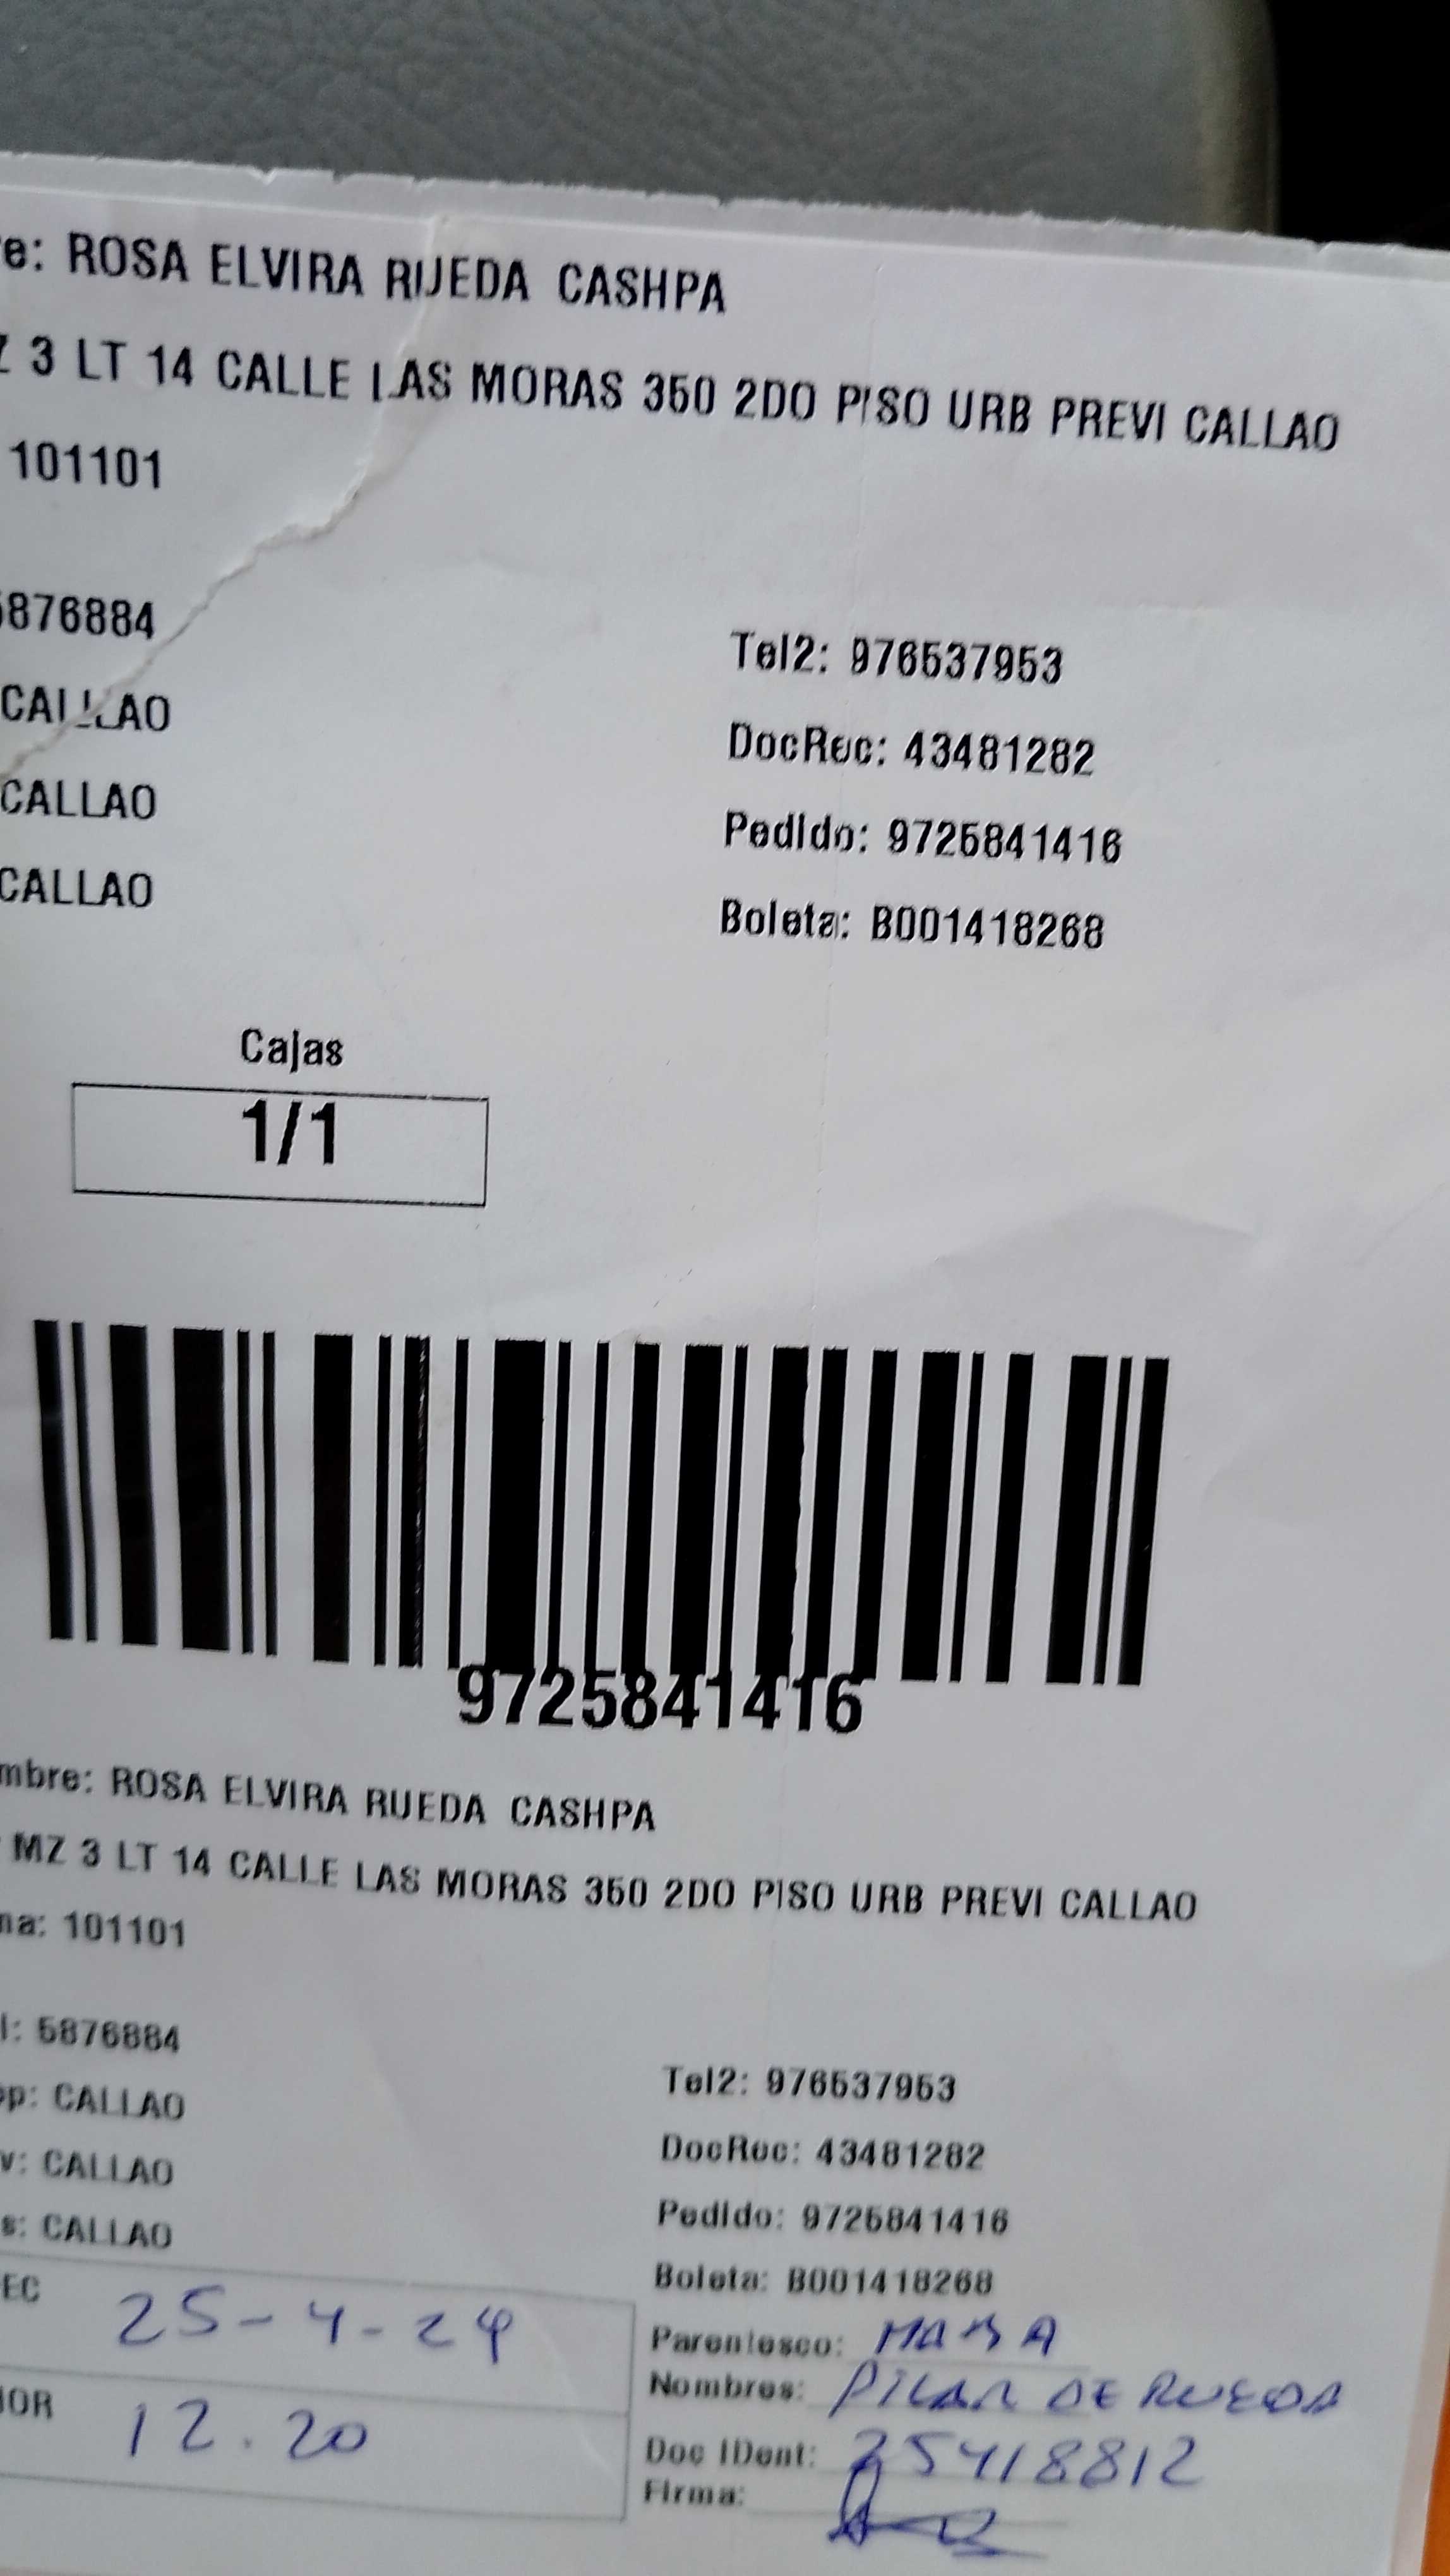 e: ROSA ELVIRA RUEDA CASHPA
Z 3 LT 14 CALLE LAS MORAS 350 2DO PISO URB PREVI CALLAO
101101
5876884
Tel2: 976537953
CALLAO
DocRec: 43481282
CALLAO
Pedido: 9725841416
CALLAO
Boleta: B001418268
Cajas
1/1
9725841416
mbre: ROSA ELVIRA RUEDA CASHPA
MZ 3 LT 14 CALLE LAS MORAS 350 2DO PISO URB PREVI CALLAO
na: 101101
l: 5876884
Tel2: 976537953
p: CALLAO
DocRec: 43481282
v: CALLAO
Pedido: 9725841416
s: CALLAO
Boleta: B001418268
EC 25-4-24
Parentesco:
Nombres: PILAR DE RUEDA
HOR 12.20
Doc IDent: 25418812
Firma: